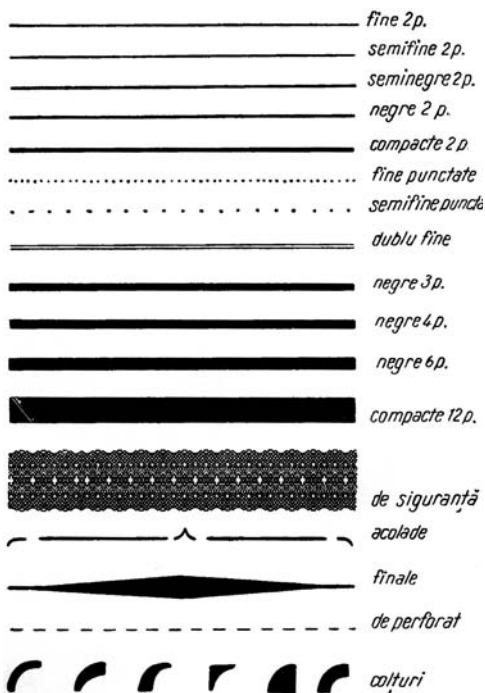 fine 2p.
semifine 2p.
seminegre 2p.
negre 2 p.
compacte 2p.
fine punctate
semifine puncta
dublu fine
negre 3p.
negre 4p.
negre 6p.
compacte 12p.
de siguranță
acolade
finale
de perforat
colțuri